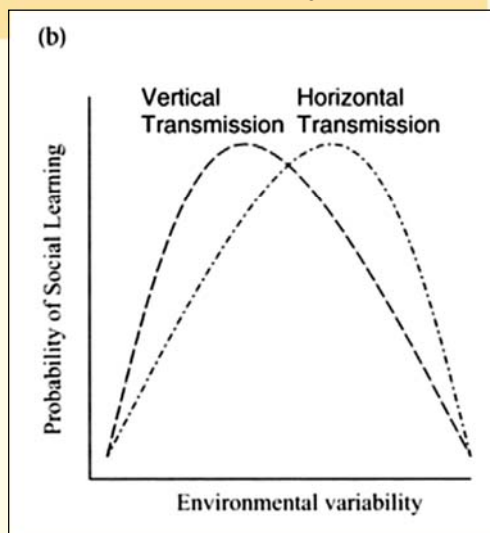 (b)
Vertical Transmission
Horizontal Transmission
Probability of Social Learning
Environmental variability